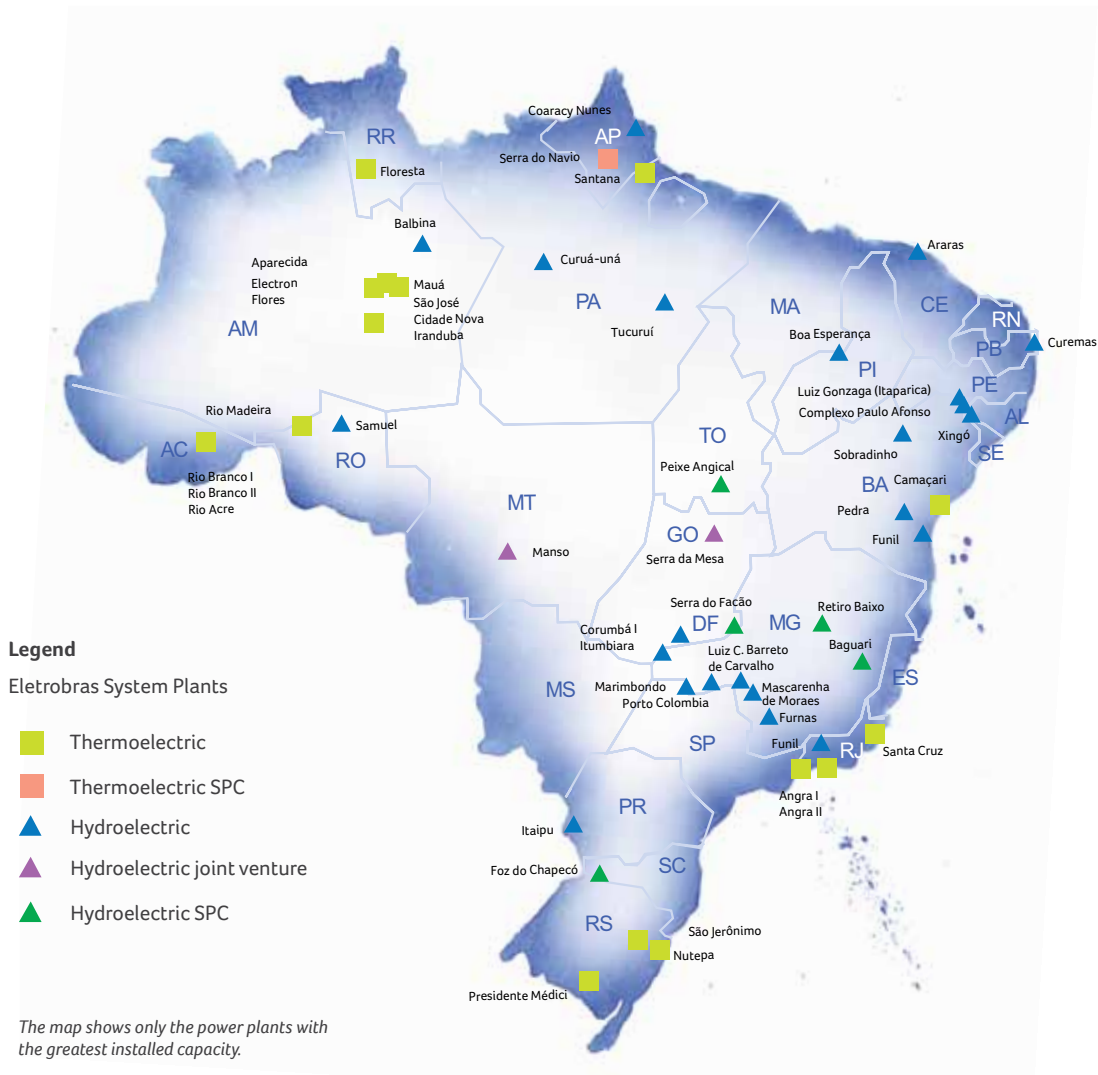 Coaracy Nunes
RR
AP
Serra do Navio
Floresta
Santana
Balbina
Araras
Aparecida
Curuá-uná
Electron
Mauá
Flores
São José
PA
MA
CE
RN
AM
Cidade Nova
Tucuruí
Boa Esperança
Iranduba
Curemas
PB
PI
PE
Luiz Gonzaga (Itaparica)
Rio Madeira
Complexo Paulo Afonso
AL
Samuel
TO
Xingó
AC
Sobradinho
SE
RO
Peixe Angical
Rio Branco I
BA
Camaçari
Rio Branco II
MT
Pedra
Rio Acre
GO
Funil
Manso
Serra da Mesa
Serra do Facão
Retiro Baixo
Corumbá I
DF
MG
Itumbiara
Luiz C. Barreto
de Carvalho
Baguari
ES
MS
Marimbondo
Mascarenha
de Moraes
Porto Colombia
Furnas
SP
Funil
RJ
Santa Cruz
Angra I
Angra II
PR
Itaipu
Foz do Chapecó
SC
RS
São Jerônimo
Nutepa
Presidente Médici
Legend
Eletrobras System Plants
Thermoelectric
Thermoelectric SPC
Hydroelectric
Hydroelectric joint venture
Hydroelectric SPC
The map shows only the power plants with
the greatest installed capacity.